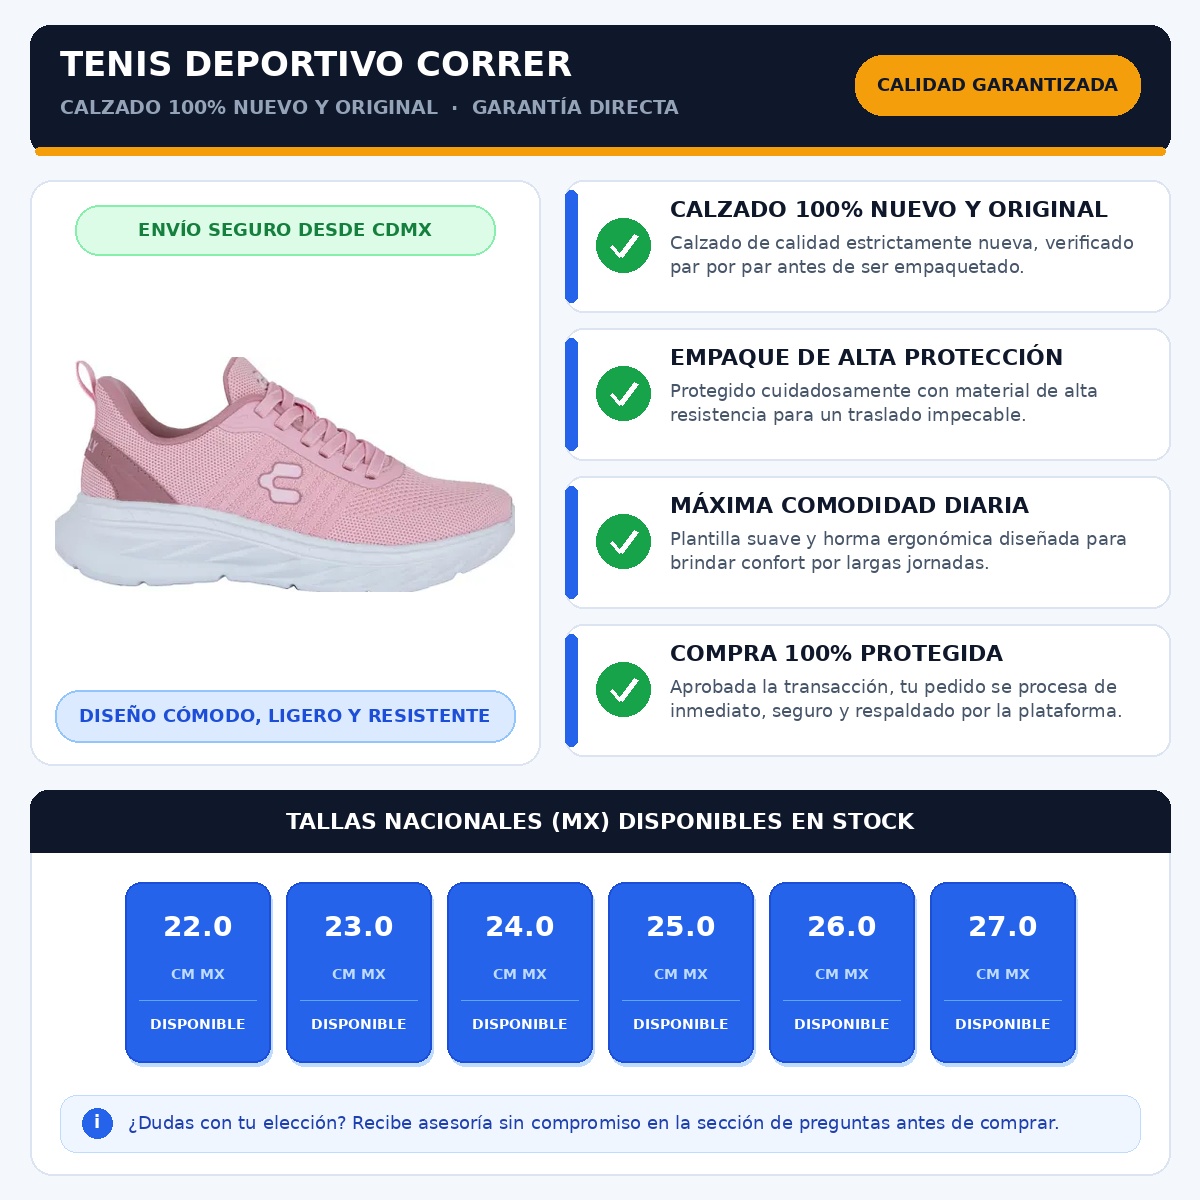 TENIS DEPORTIVO CORRER
CALZADO 100% NUEVO Y ORIGINAL · GARANTÍA DIRECTA
CALIDAD GARANTIZADA
ENVÍO SEGURO DESDE CDMX
LY
DISEÑO CÓMODO, LIGERO Y RESISTENTE
CALZADO 100% NUEVO Y ORIGINAL
Calzado de calidad estrictamente nueva, verificado
par por par antes de ser empaquetado.
EMPAQUE DE ALTA PROTECCIÓN
Protegido cuidadosamente con material de alta
resistencia para un traslado impecable.
MÁXIMA COMODIDAD DIARIA
Plantilla suave y horma ergonómica diseñada para
brindar confort por largas jornadas.
COMPRA 100% PROTEGIDA
Aprobada la transacción, tu pedido se procesa de
inmediato, seguro y respaldado por la plataforma.
TALLAS NACIONALES (MX) DISPONIBLES EN STOCK
22.0 23.0 24.0 25.0 26.0 27.0
CM MX CM MX CM MX CM MX CM MX CM MX
DISPONIBLE DISPONIBLE DISPONIBLE DISPONIBLE DISPONIBLE DISPONIBLE
i ¿Dudas con tu elección? Recibe asesoría sin compromiso en la sección de preguntas antes de comprar.